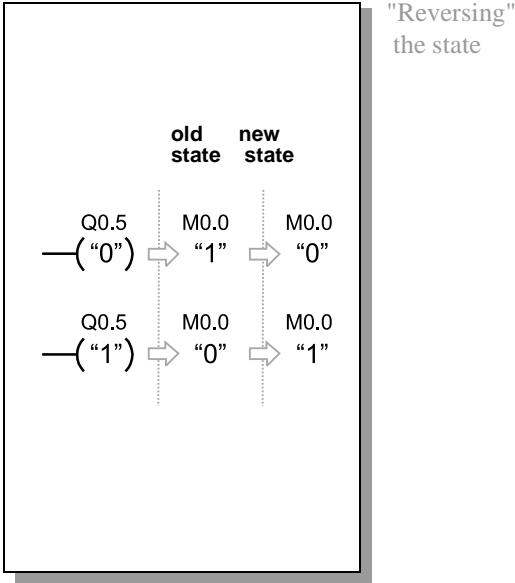 "Reversing"
the state
old new
state state
Q0.5 M0.0 M0.0
(“0”) “1” “0”
Q0.5 M0.0 M0.0
(“1”) “0” “1”